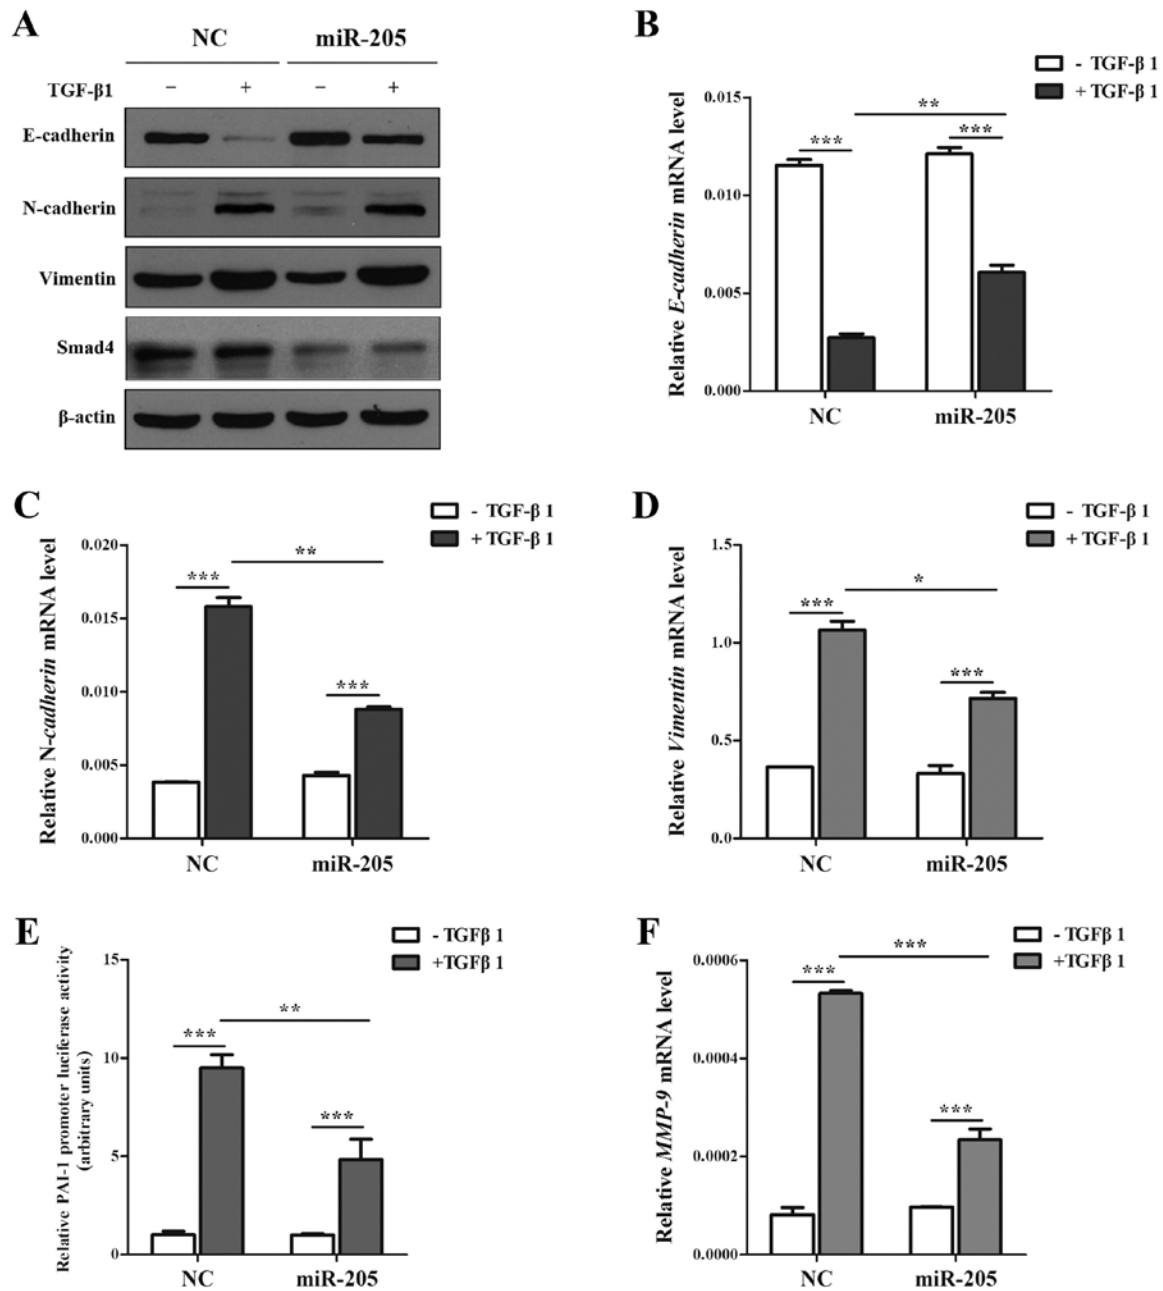 A
NC miR-205
TGF-β1 − + − +
E-cadherin
N-cadherin
Vimentin
Smad4
β-actin
B
- TGF-β 1
+ TGF-β 1
Relative E-cadherin mRNA level
0.015
0.010
0.005
0.000
**
*** ***
NC miR-205
C
- TGF-β 1
+ TGF-β 1
Relative N-cadherin mRNA level
0.020
0.015
0.010
0.005
0.000
**
***
***
NC miR-205
D
- TGF-β 1
+ TGF-β 1
Relative Vimentin mRNA level
1.5
1.0
0.5
0.0
*
***
***
NC miR-205
E
- TGFβ 1
+TGFβ 1
Relative PAI-1 promoter luciferase activity
(arbitrary units)
15
10
5
0
**
***
***
NC miR-205
F
- TGFβ 1
+TGFβ 1
Relative MMP-9 mRNA level
0.0006
0.0004
0.0002
0.0000
***
***
***
NC miR-205